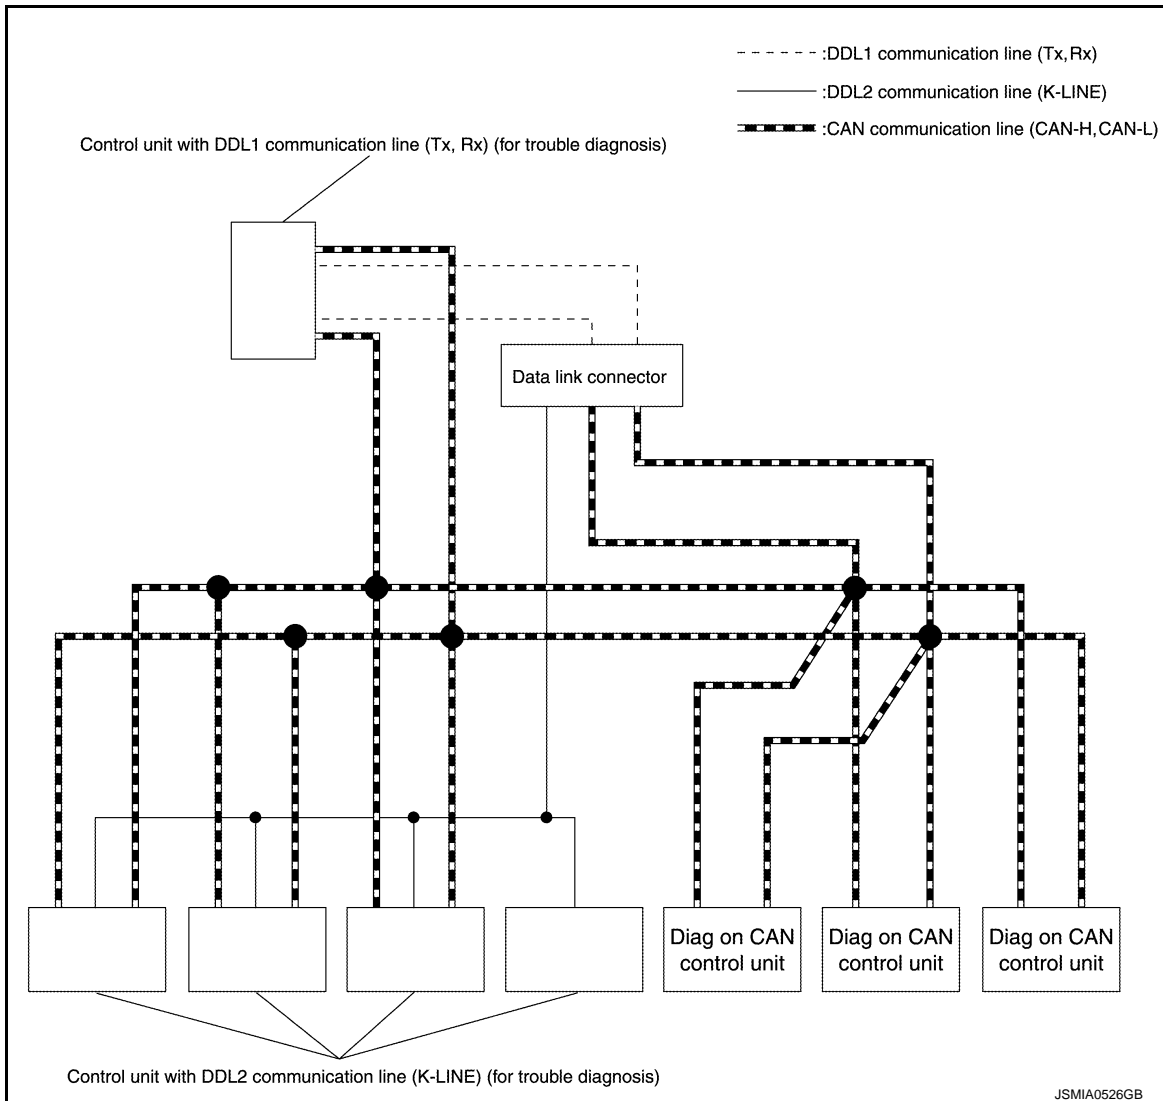 :DDL1 communication line (Tx,Rx)
:DDL2 communication line (K-LINE)
:CAN communication line (CAN-H,CAN-L)
Control unit with DDL1 communication line (Tx, Rx) (for trouble diagnosis)
Data link connector
Diag on CAN
control unit
Diag on CAN
control unit
Diag on CAN
control unit
Control unit with DDL2 communication line (K-LINE) (for trouble diagnosis)
JSMIA0526GB